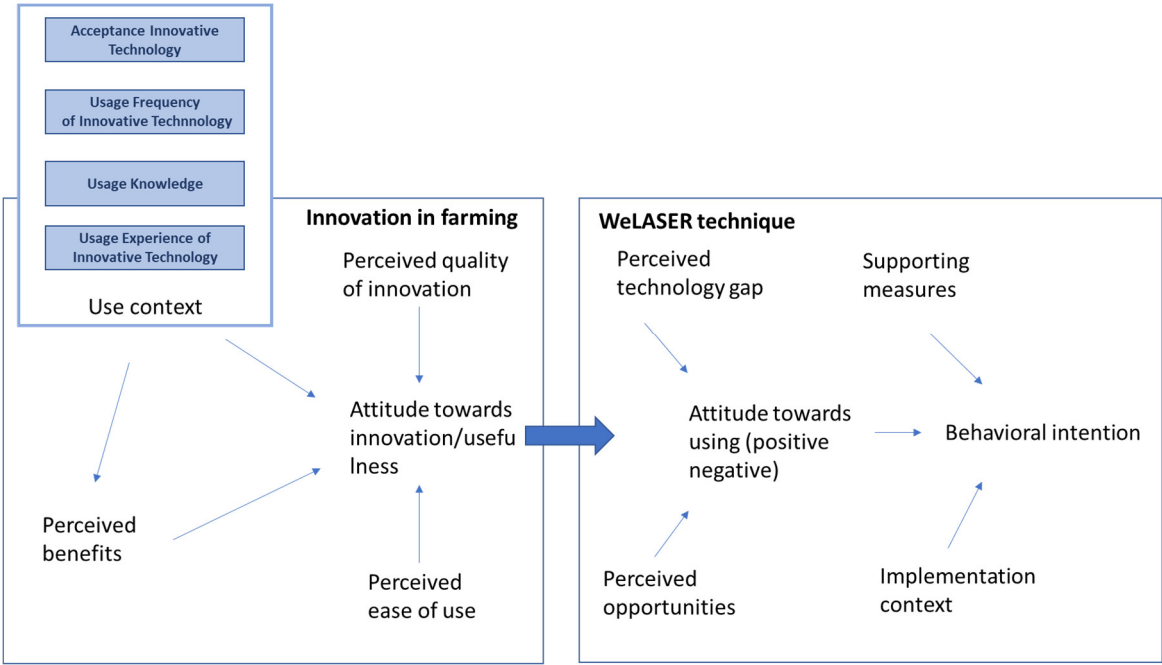 Acceptance Innovative
Technology
Usage Frequency
of Innovative Technnology
Usage Knowledge
Usage Experience of
Innovative Technology
Use context
Innovation in farming
Perceived quality
of innovation
Attitude towards
innovation/usefu
lness
Perceived
benefits
Perceived
ease of use
WeLASER technique
Perceived
technology gap
Supporting
measures
Attitude towards
using (positive
negative)
Behavioral intention
Perceived
opportunities
Implementation
context